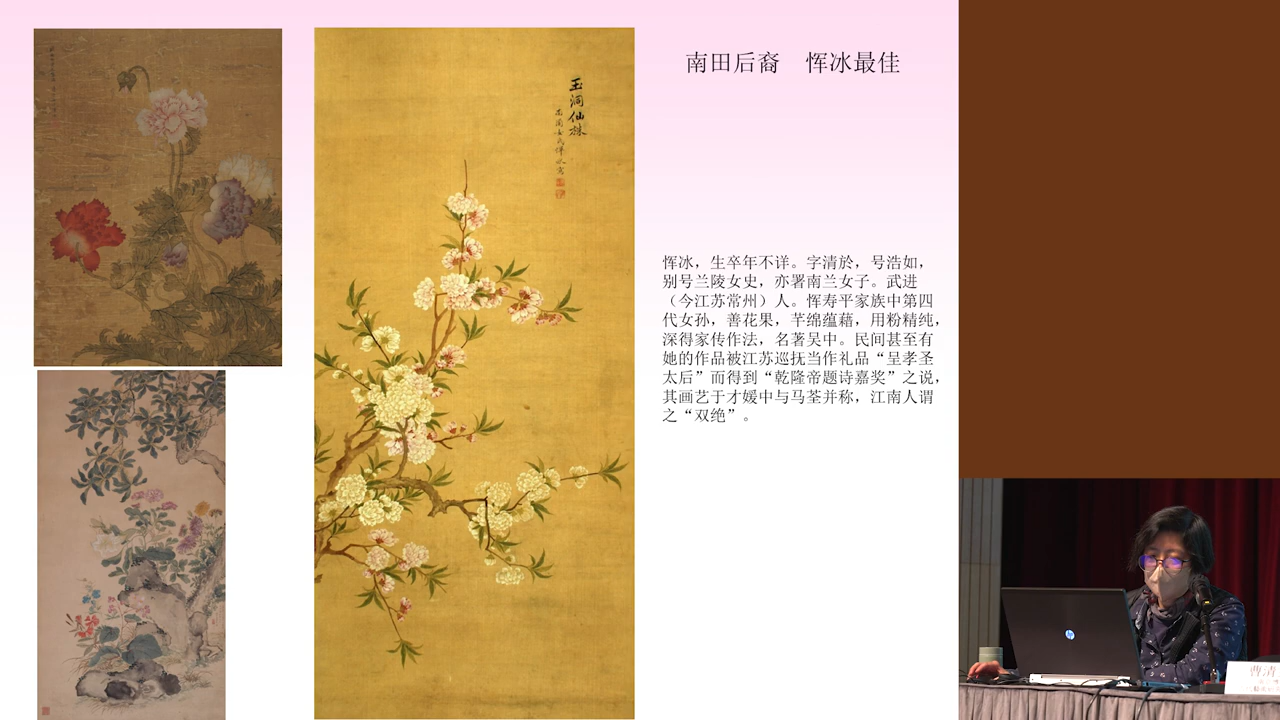 南田后裔　恽冰最佳
玉洞仙株
恽冰，生卒年不详。字清於，号浩如，
别号兰陵女史，亦署南兰女子。武进
（今江苏常州）人。恽寿平家族中第四
代女孙，善花果，芊绵蕴藉，用粉精纯，
深得家传作法，名著吴中。民间甚至有
她的作品被江苏巡抚当作礼品“呈孝圣
太后”而得到“乾隆帝题诗嘉奖”之说，
其画艺于才媛中与马荃并称，江南人谓
之“双绝”。
hp
曹清